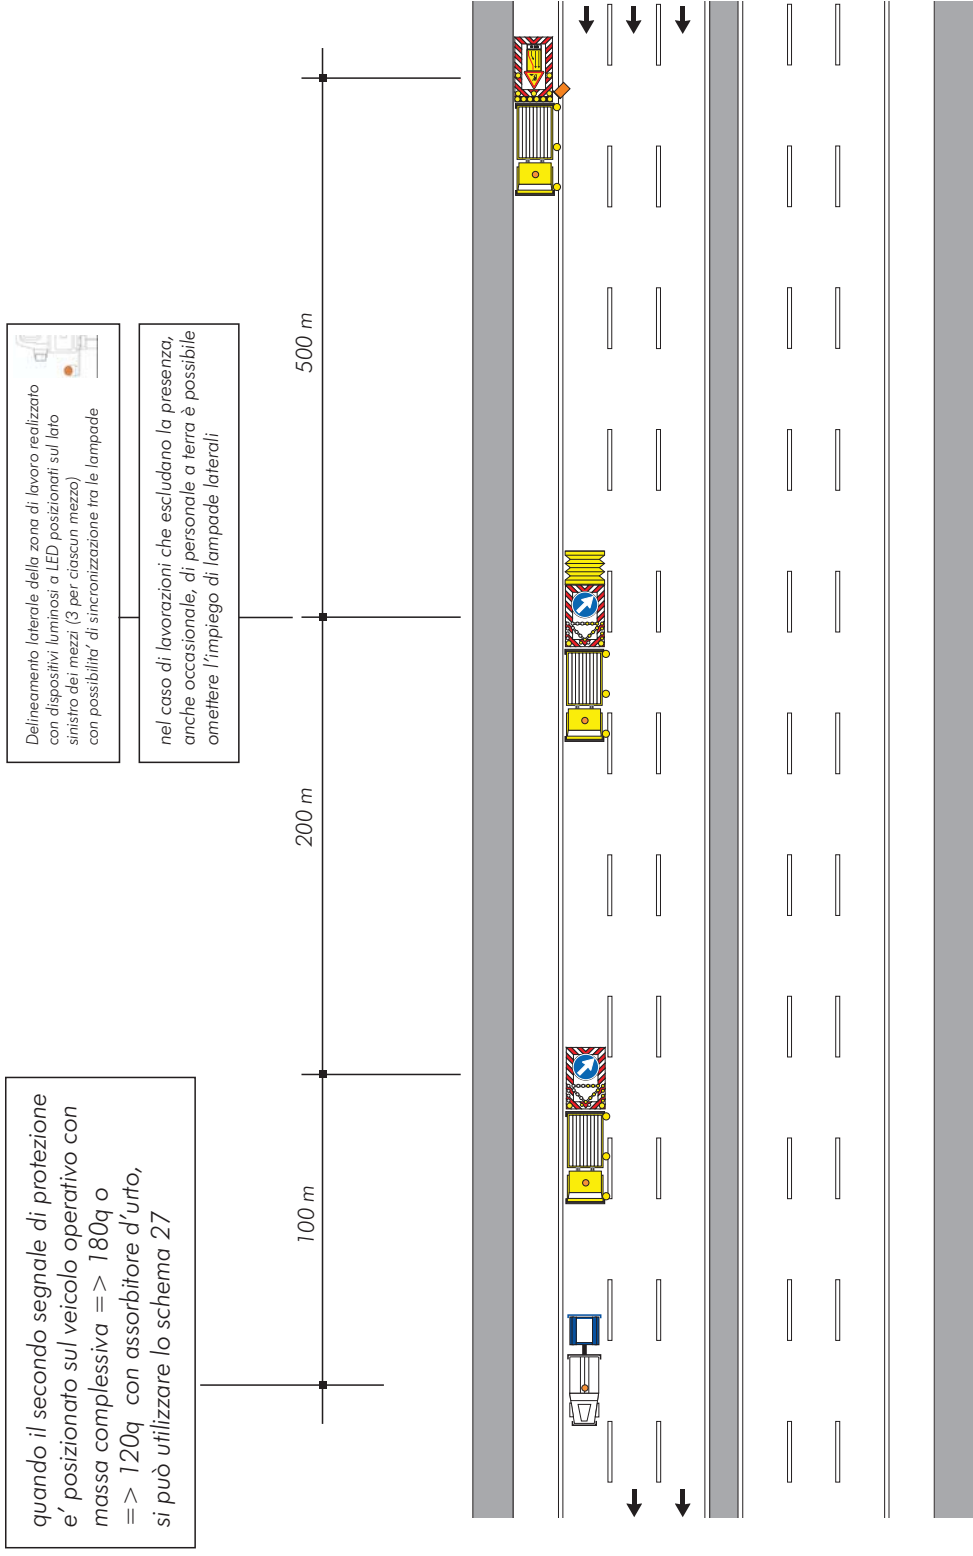 Delineamento laterale della zona di lavoro realizzato
con dispositivi luminosi a LED posizionati sul lato
sinistro dei mezzi (3 per ciascun mezzo)
con possibilita' di sincronizzazione tra le lampade
nel caso di lavorazioni che escludano la presenza,
anche occasionale, di personale a terra è possibile
omettere l'impiego di lampade laterali
500 m
200 m
100 m
quando il secondo segnale di protezione
e' posizionato sul veicolo operativo con
massa complessiva => 180q o
=> 120q con assorbitore d'urto,
si può utilizzare lo schema 27